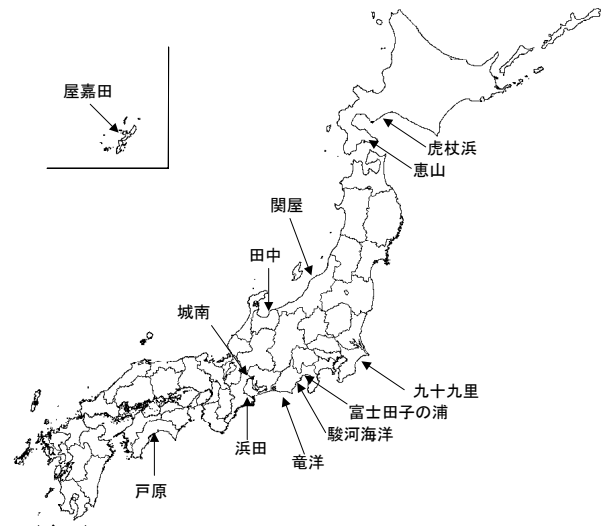 屋嘉田
虎杖浜
恵山
関屋
田中
城南
九十九里
富士田子の浦
駿河海洋
浜田
竜洋
戸原